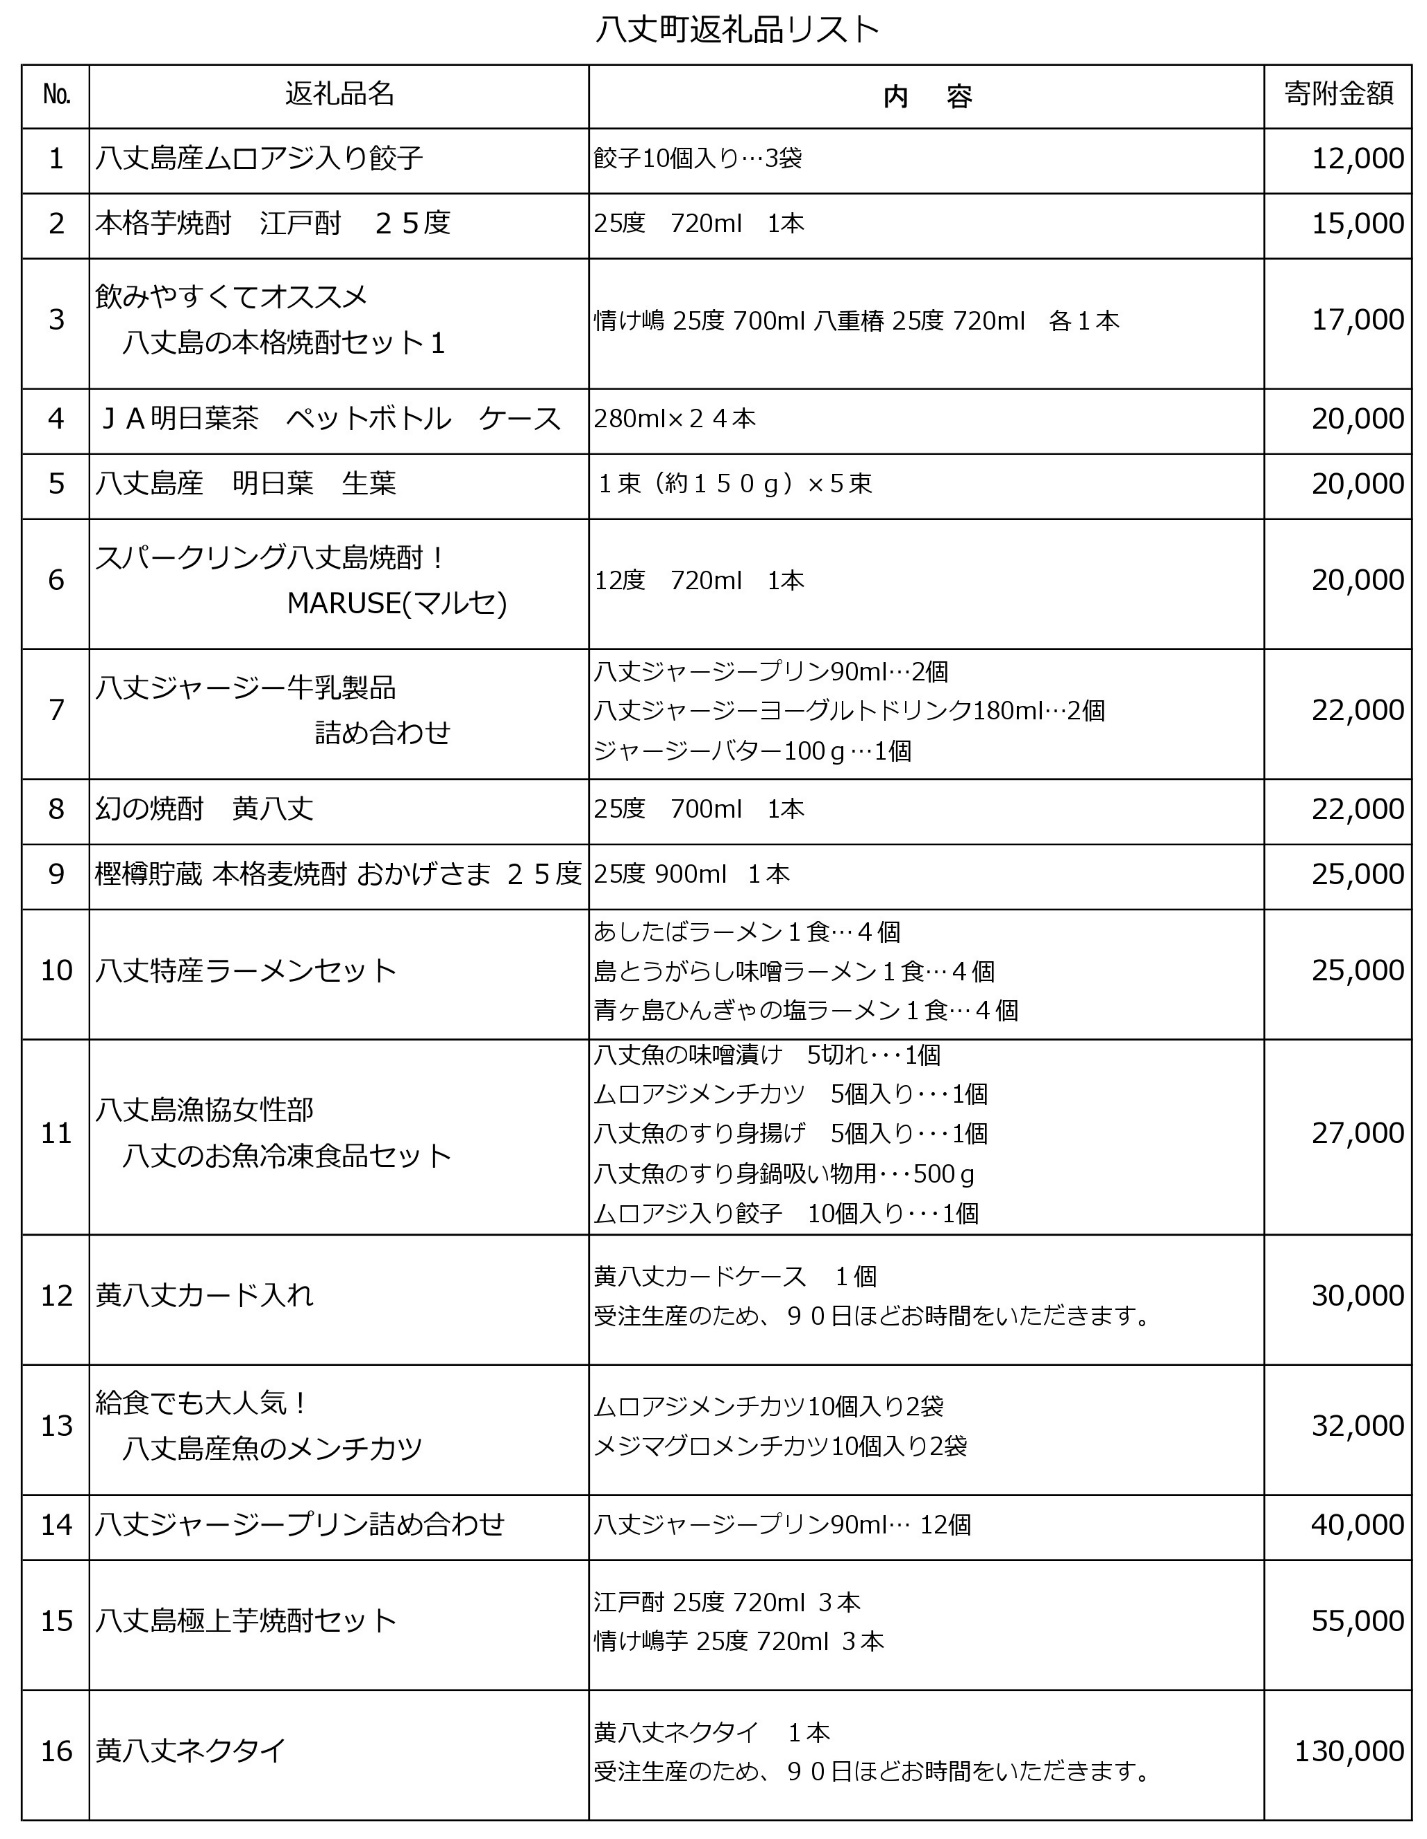 八丈町返礼品リスト
№ 返礼品名 内　容 寄附金額
1 八丈島産ムロアジ入り餃子 餃子10個入り…3袋 12,000
2 本格芋焼酎　江戸酎　２５度 25度　720ml　1本 15,000
3 飲みやすくてオススメ
八丈島の本格焼酎セット１ 情け嶋 25度 700ml 八重椿 25度 720ml　各１本 17,000
4 ＪＡ明日葉茶　ペットボトル　ケース 280ml×２４本 20,000
5 八丈島産　明日葉　生葉 １束（約１５０ｇ）×５束 20,000
6 スパークリング八丈島焼酎！
MARUSE(マルセ) 12度　720ml　1本 20,000
7 八丈ジャージー牛乳製品
詰め合わせ 八丈ジャージープリン90ml…2個
八丈ジャージーヨーグルトドリンク180ml…2個
ジャージーバター100ｇ…1個 22,000
8 幻の焼酎　黄八丈 25度　700ml　1本 22,000
9 樫樽貯蔵 本格麦焼酎 おかげさま ２５度 25度 900ml １本 25,000
10 八丈特産ラーメンセット あしたばラーメン１食…４個
島とうがらし味噌ラーメン１食…４個
青ヶ島ひんぎゃの塩ラーメン１食…４個 25,000
11 八丈島漁協女性部
八丈のお魚冷凍食品セット 八丈魚の味噌漬け　5切れ･･･1個
ムロアジメンチカツ　5個入り･･･1個
八丈魚のすり身揚げ　5個入り･･･1個
八丈魚のすり身鍋吸い物用･･･500ｇ
ムロアジ入り餃子　10個入り･･･1個 27,000
12 黄八丈カード入れ 黄八丈カードケース　１個
受注生産のため、９０日ほどお時間をいただきます。 30,000
13 給食でも大人気！
八丈島産魚のメンチカツ ムロアジメンチカツ10個入り2袋
メジマグロメンチカツ10個入り2袋 32,000
14 八丈ジャージープリン詰め合わせ 八丈ジャージープリン90ml… 12個 40,000
15 八丈島極上芋焼酎セット 江戸酎 25度 720ml ３本
情け嶋芋 25度 720ml ３本 55,000
16 黄八丈ネクタイ 黄八丈ネクタイ　１本
受注生産のため、９０日ほどお時間をいただきます。 130,000